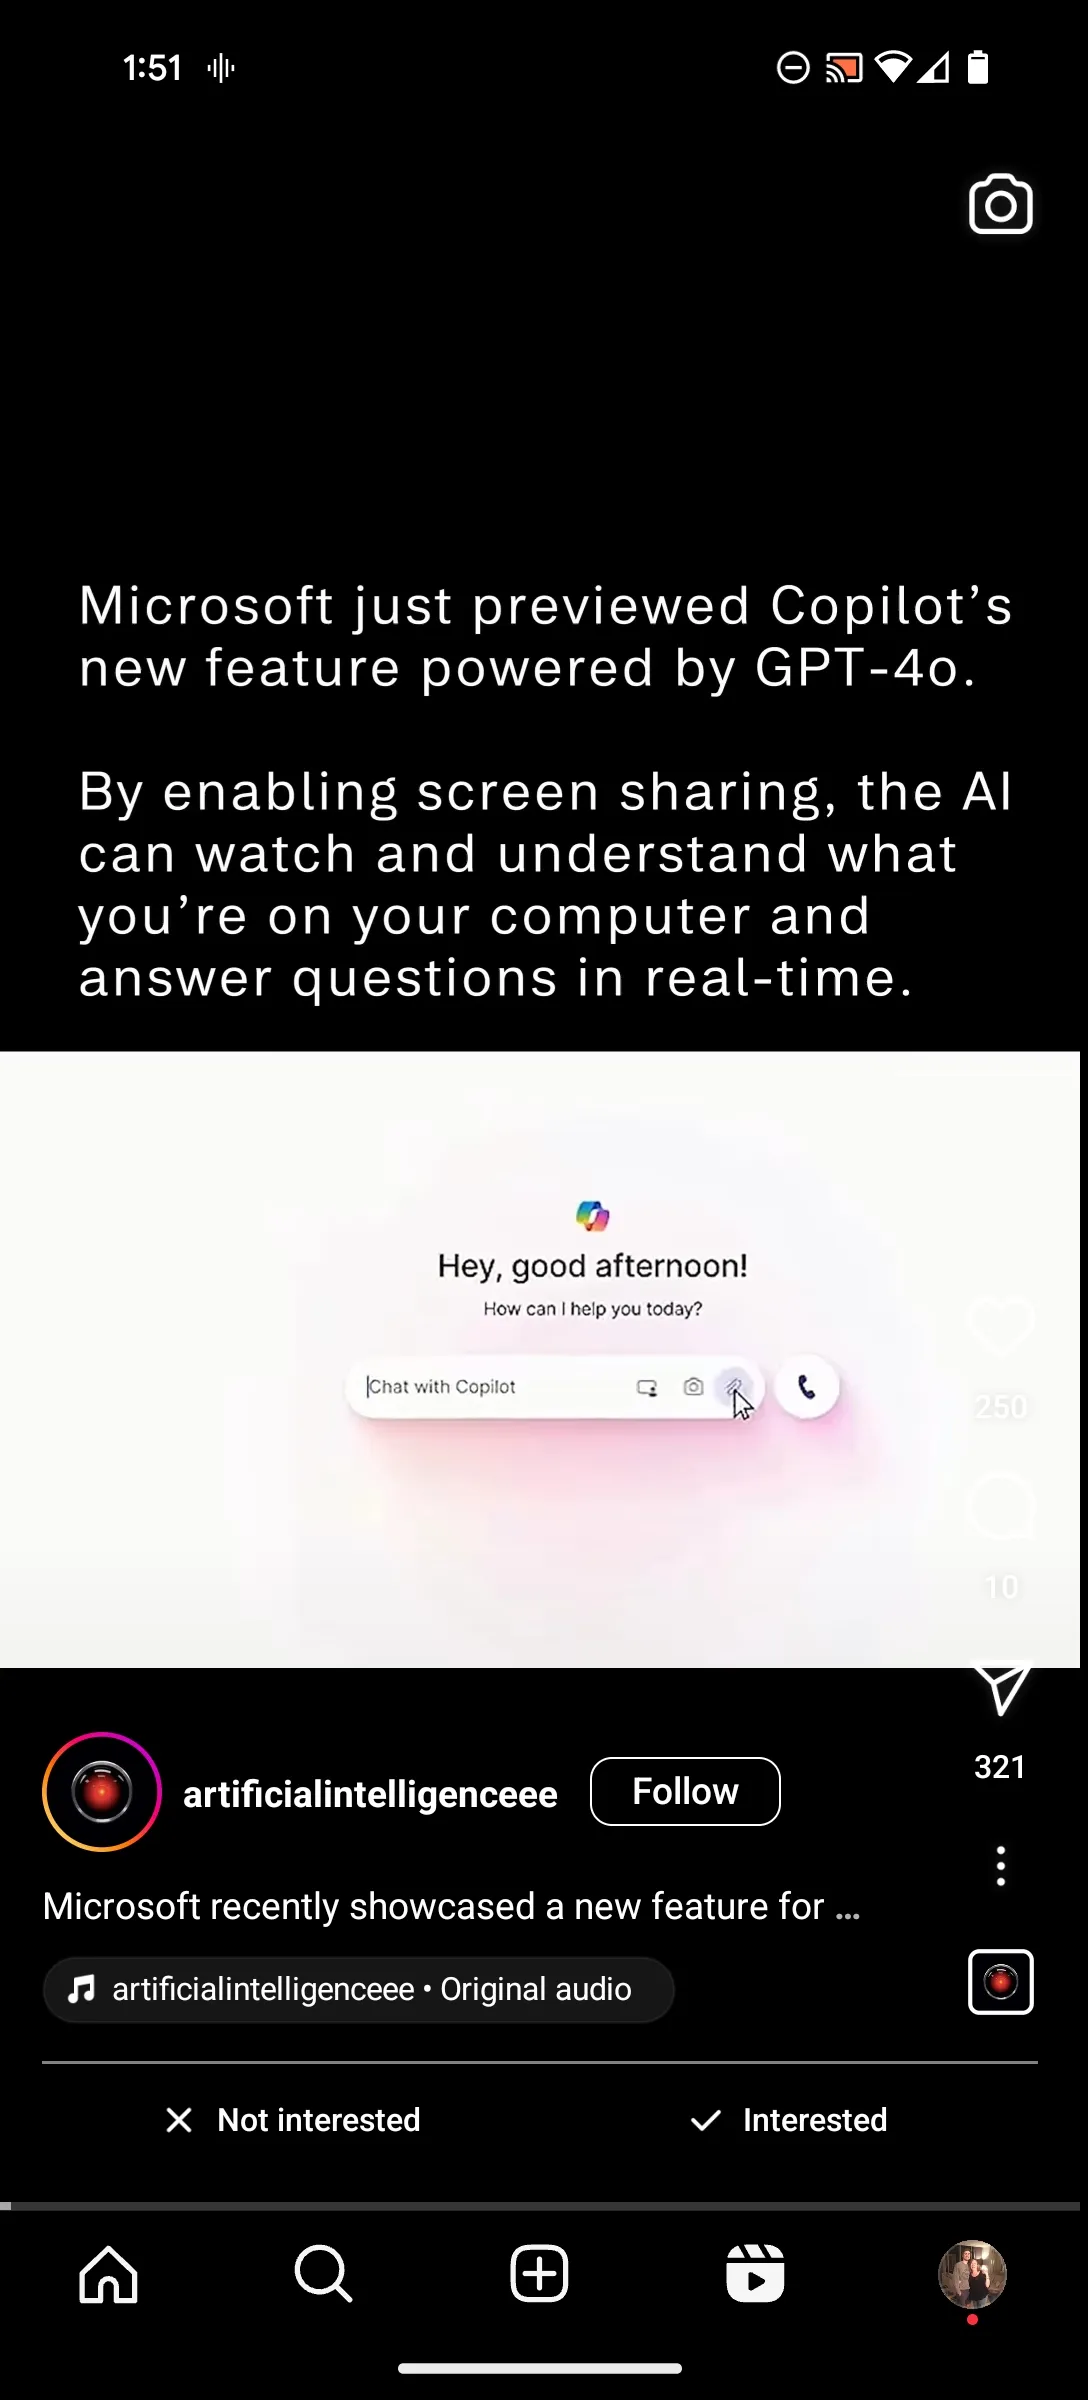 1:51
Microsoft just previewed Copilot’s
new feature powered by GPT-4o.
By enabling screen sharing, the AI
can watch and understand what
you’re on your computer and
answer questions in real-time.
Hey, good afternoon!
How can I help you today?
Chat with Copilot
250
10
321
artificialintelligenceee
Follow
Microsoft recently showcased a new feature for ...
artificialintelligenceee • Original audio
Not interested
Interested